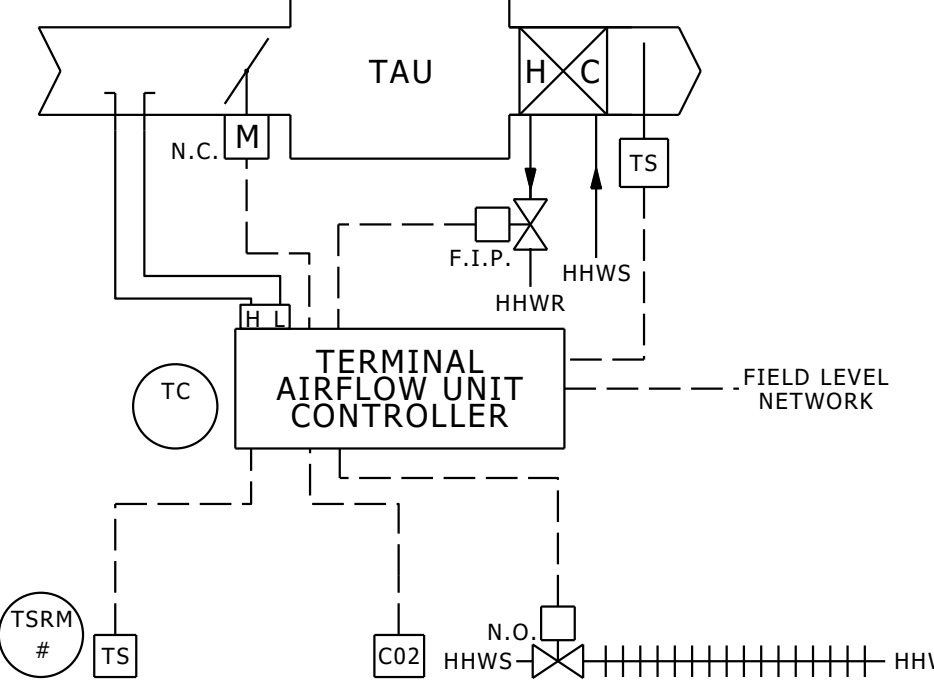 TAU
H C
M
N.C.
TS
F.I.P.
HHWS
HHWR
H L
TERMINAL
AIRFLOW UNIT
CONTROLLER
TC
FIELD LEVEL
NETWORK
TSRM
#
TS
C02
N.O.
HHWS